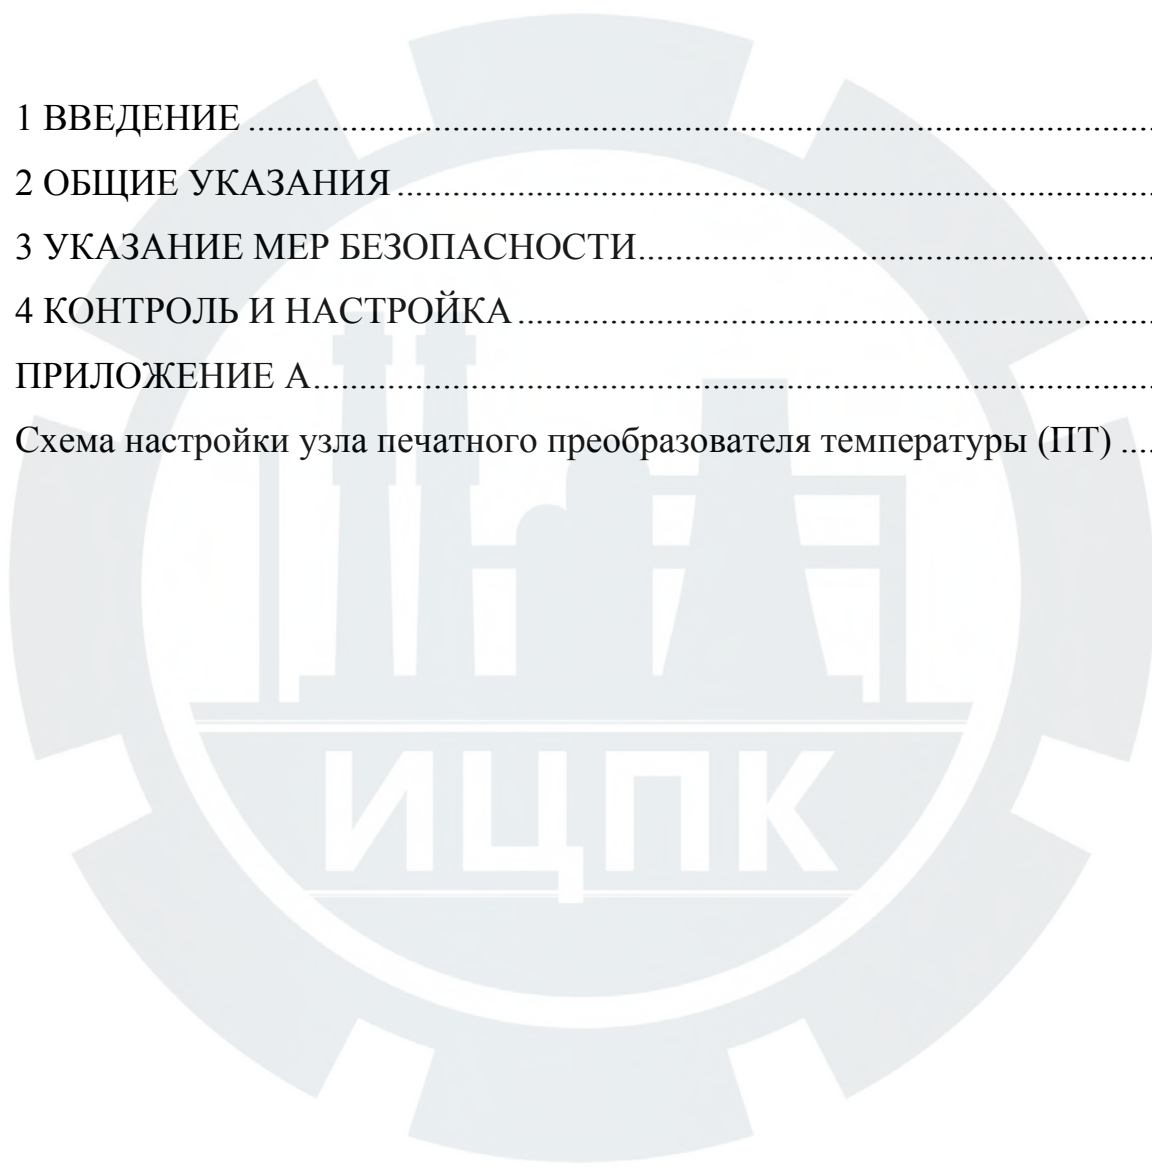 1 ВВЕДЕНИЕ ....................................................................................................
2 ОБЩИЕ УКАЗАНИЯ ....................................................................................
3 УКАЗАНИЕ МЕР БЕЗОПАСНОСТИ.........................................................
4 КОНТРОЛЬ И НАСТРОЙКА ......................................................................
ПРИЛОЖЕНИЕ А.............................................................................................
Схема настройки узла печатного преобразователя температуры (ПТ) ....
ИЦПК